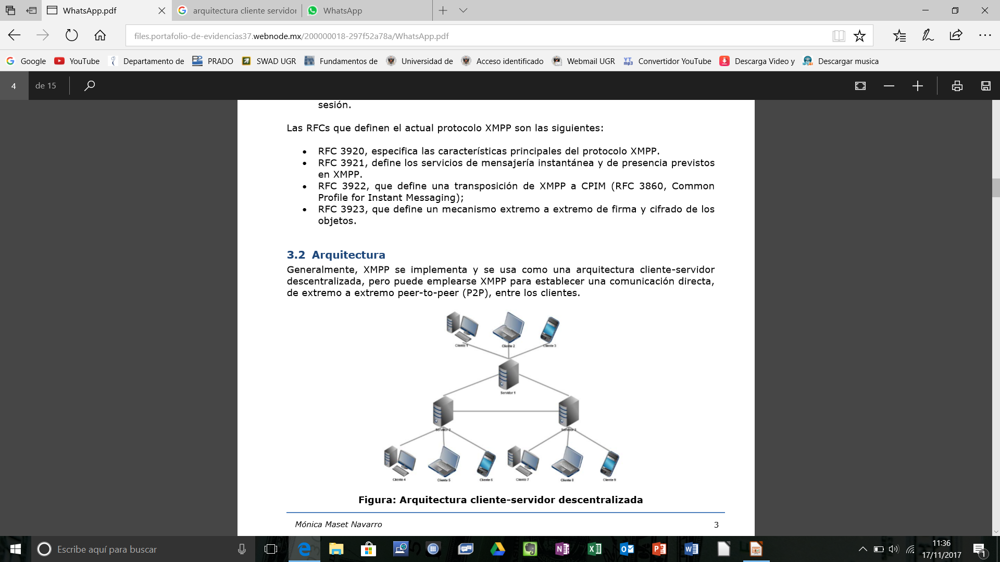 WhatsApp.pdf
arquitectura cliente servidor
WhatsApp
files.portafolio-de-evidencias37.webnode.mx/200000018-297f52a78a/WhatsApp.pdf
Google
YouTube
Departamento de
PRADO
SWAD UGR
Fundamentos de
Universidad de
Acceso identificado
Webmail UGR
YT mp3
Convertidor YouTube
Descarga Video y
Descargar musica
4 de 15
sesión.
Las RFCs que definen el actual protocolo XMPP son las siguientes:
• RFC 3920, especifica las características principales del protocolo XMPP.
• RFC 3921, define los servicios de mensajería instantánea y de presencia previstos
en XMPP.
• RFC 3922, que define una transposición de XMPP a CPIM (RFC 3860, Common
Profile for Instant Messaging);
• RFC 3923, que define un mecanismo extremo a extremo de firma y cifrado de los
objetos.
3.2 Arquitectura
Generalmente, XMPP se implementa y se usa como una arquitectura cliente-servidor
descentralizada, pero puede emplearse XMPP para establecer una comunicación directa,
de extremo a extremo peer-to-peer (P2P), entre los clientes.
Cliente 1
Cliente 2
Cliente 3
Servidor 1
Servidor 2
Servidor 3
Cliente 4
Cliente 5
Cliente 6
Cliente 7
Cliente 8
Cliente 9
Figura: Arquitectura cliente-servidor descentralizada
Mónica Maset Navarro
3
Escribe aquí para buscar
11:36
17/11/2017
1